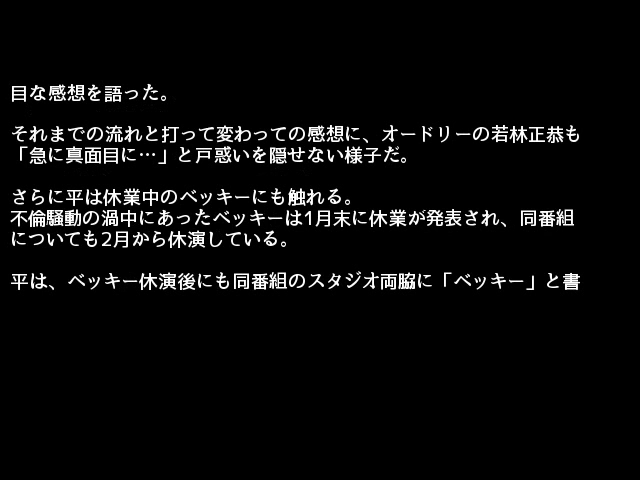 目な感想を語った。
それまでの流れと打って変わっての感想に、オードリーの若林正恭も
「急に真面目に…」と戸惑いを隠せない様子だ。
さらに平は休業中のベッキーにも触れる。
不倫騒動の渦中にあったベッキーは1月末に休業が発表され、同番組
についても2月から休演している。
平は、ベッキー休演後にも同番組のスタジオ両脇に「ベッキー」と書